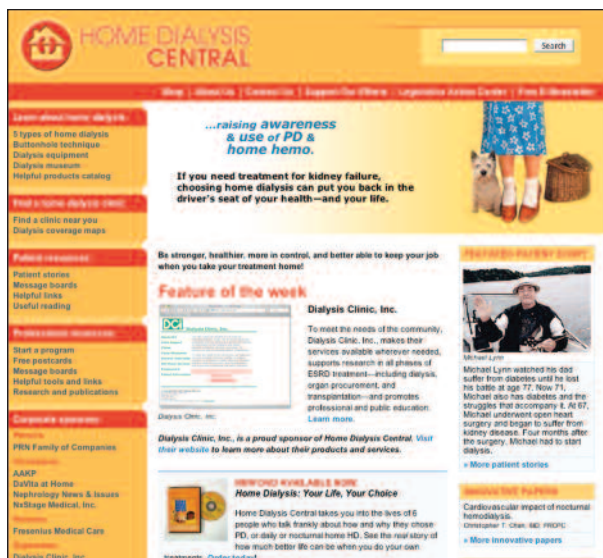 HOME DIALYSIS
CENTRAL
Search
Shop | About Us | Contact Us | Support Our Efforts | Legislative Action Center | Free E-Newsletter
Learn about home dialysis
5 types of home dialysis
Buttonhole technique
Dialysis equipment
Dialysis museum
Helpful products catalog
Find a home dialysis clinic
Find a clinic near you
Dialysis coverage maps
Patient resources
Patient stories
Message boards
Helpful links
Useful reading
Professional resources
Start a program
Free postcards
Message boards
Helpful tools and links
Research and publications
Corporate sponsors
PRN Family of Companies
AAKP
DaVita at Home
Nephrology News & Issues
NxStage Medical, Inc.
Fresenius Medical Care
Dialysis Clinic, Inc.
...raising awareness
& use of PD &
home hemo.
If you need treatment for kidney failure,
choosing home dialysis can put you back in the
driver's seat of your health—and your life.
Be stronger, healthier, more in control, and better able to keep your job
when you take your treatment home!
Feature of the week
DCI
Dialysis Clinic, Inc.
Dialysis Clinic, Inc.
Dialysis Clinic, Inc.
To meet the needs of the community,
Dialysis Clinic, Inc., makes their
services available wherever needed,
supports research in all phases of
ESRD treatment—including dialysis,
organ procurement, and
transplantation—and promotes
professional and public education.
Learn more.
Dialysis Clinic, Inc., is a proud sponsor of Home Dialysis Central. Visit
their website to learn more about their products and services.
NEW DVD AVAILABLE NOW
Home Dialysis: Your Life, Your Choice
Home Dialysis Central takes you into the lives of 6
people who talk frankly about how and why they chose
PD, or daily or nocturnal home HD. See the real story of
how much better life can be when you do your own
treatments. Order today!
FEATURED PATIENT STORY
Michael Lynn
Michael Lynn watched his dad
suffer from diabetes until he lost
his battle at age 77. Now 71,
Michael also has diabetes and the
struggles that accompany it. At 67,
Michael underwent open heart
surgery and began to suffer from
kidney disease. Four months after
the surgery, Michael had to start
dialysis.
» More patient stories
INNOVATIVE PAPERS
Cardiovascular impact of nocturnal
hemodialysis.
Christopher T. Chan, MD, FRCPC
» More innovative papers